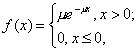 f(x) = { μe^{-μx}, x > 0;
0, x ≤ 0,